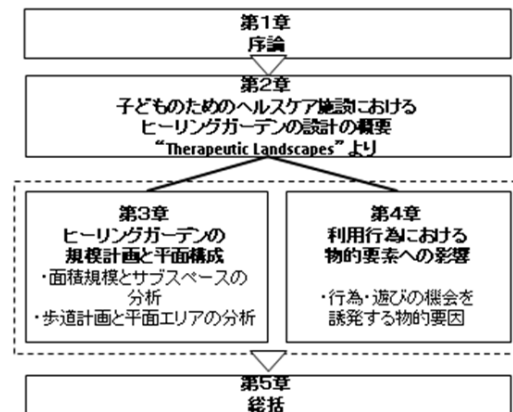 第1章
序論
第2章
子どものためのヘルスケア施設における
ヒーリングガーデンの設計の概要
“Therapeutic Landscapes”より
第3章
ヒーリングガーデンの
規模計画と平面構成
・面積規模とサブスペースの
分析
・歩道計画と平面エリアの分析
第4章
利用行為における
物的要素への影響
・行為・遊びの機会を
誘発する物的要因
第5章
総括